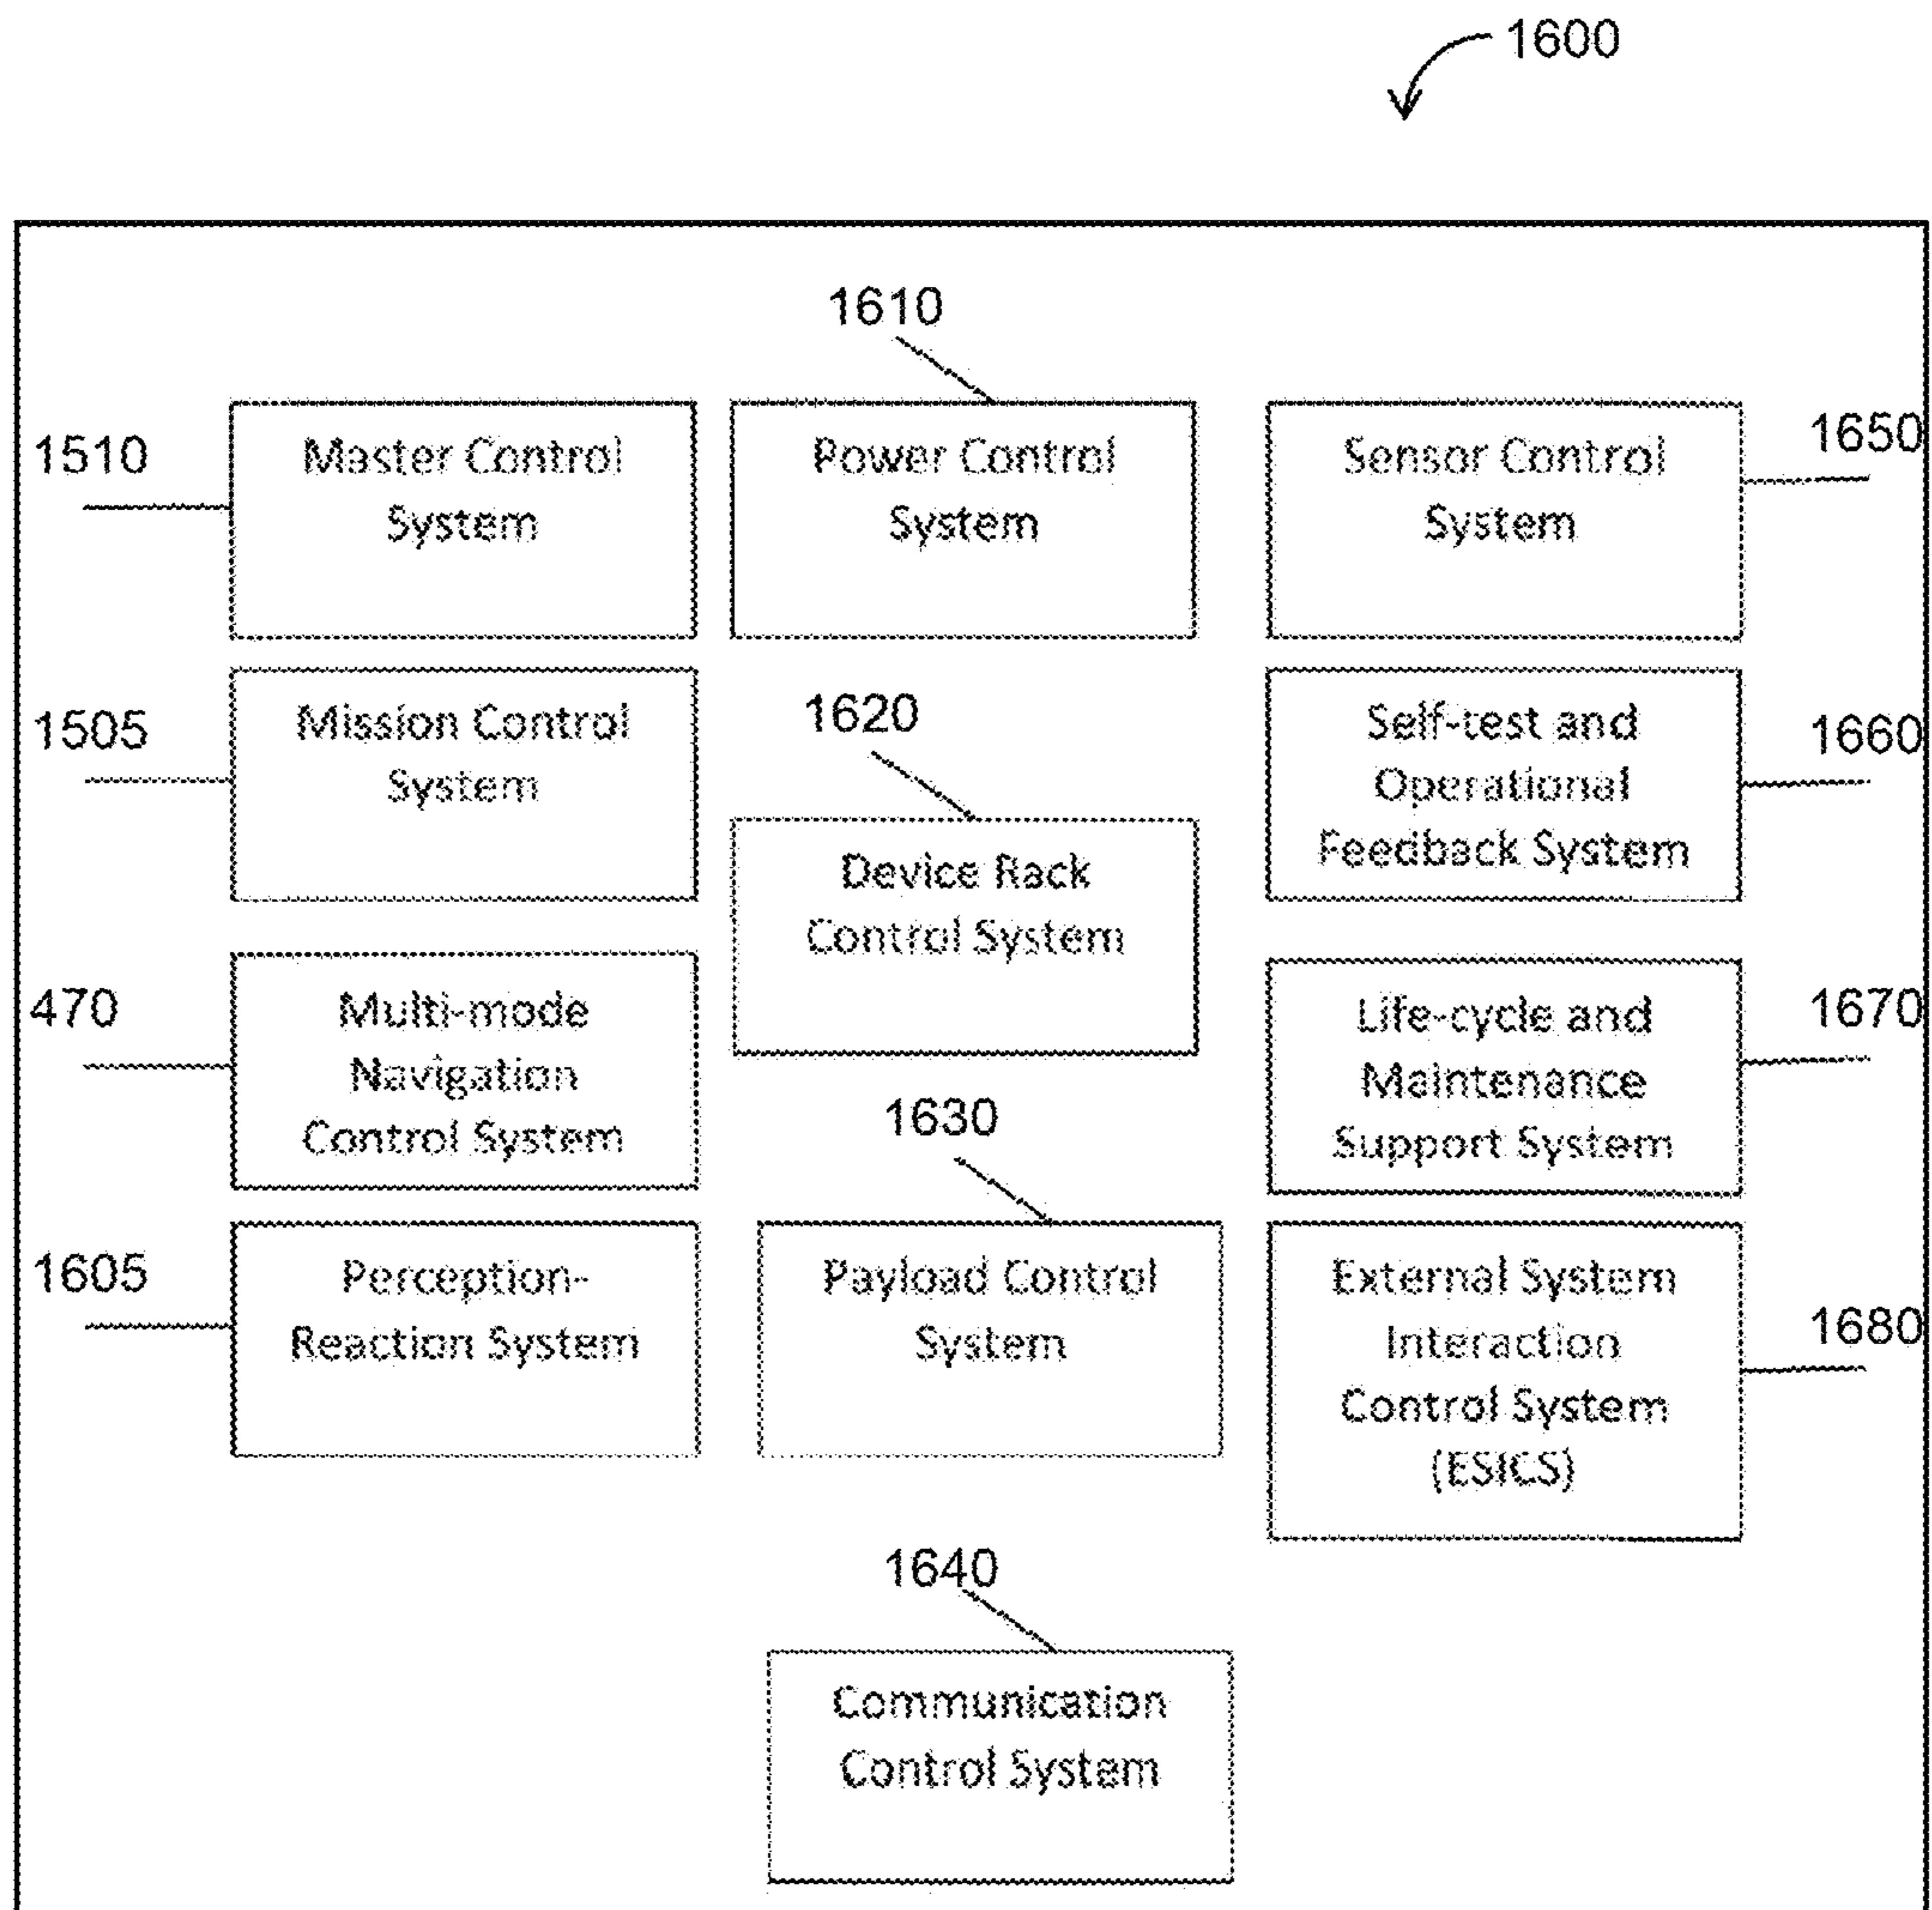 1600
1610
1510
Master Control
System
Power Control
System
Sensor Control
System
1650
1505
Mission Control
System
1620
Device Rack
Control System
Self-test and
Operational
Feedback System
1660
470
Multi-mode
Navigation
Control System
1630
Life-cycle and
Maintenance
Support System
1670
1605
Perception-
Reaction System
Payload Control
System
External System
Interaction
Control System
(ESICS)
1680
1640
Communication
Control System